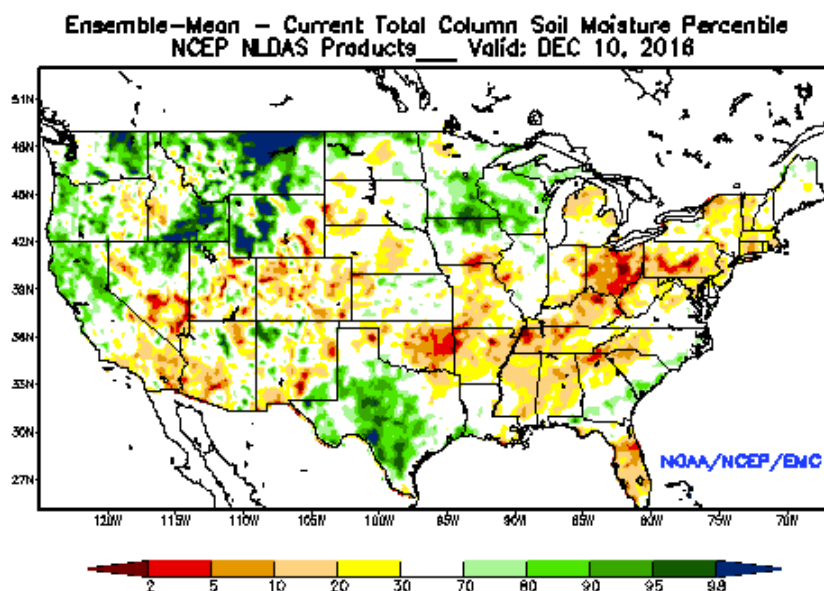 Ensemble-Mean - Current Total Column Soil Moisture Percentile
NCEP NLDAS Products___ Valid: DEC 10, 2016
51N
48N
45N
42N
39N
36N
33N
30N
27N
NOAA/NCEP/EMC
120W 115W 110W 105W 100W 95W 90W 85W 80W 75W 70W
2 5 10 20 30 70 80 90 95 98